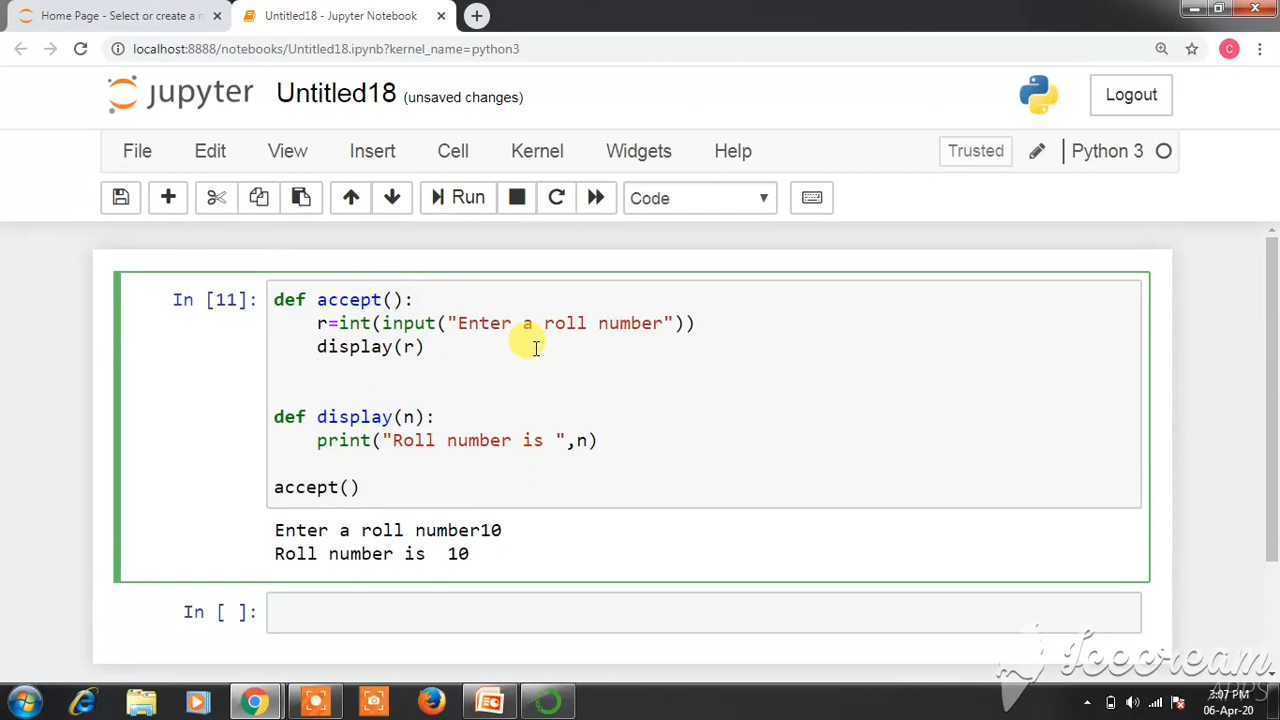 Home Page - Select or create a n
Untitled18 - Jupyter Notebook
localhost:8888/notebooks/Untitled18.ipynb?kernel_name=python3
C
jupyter Untitled18 (unsaved changes)
Logout
File Edit View Insert Cell Kernel Widgets Help
Trusted
Python 3
Run
Code
In [11]:
def accept():
r=int(input("Enter a roll number"))
display(r)
def display(n):
print("Roll number is ",n)
accept()
Enter a roll number10
Roll number is  10
In [ ]:
Icecream
APPS
3:07 PM
06-Apr-20